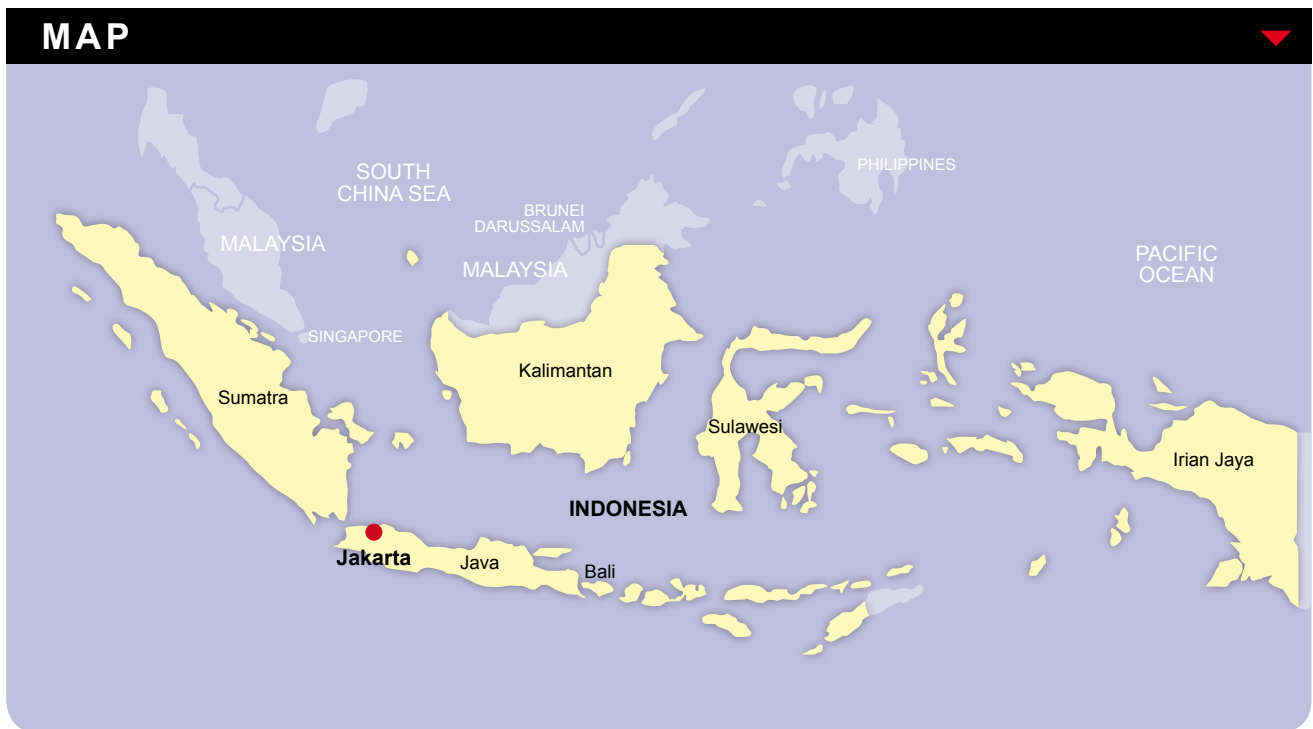 MAP
SOUTH
CHINA SEA
PHILIPPINES
BRUNEI
DARUSSALAM
MALAYSIA
MALAYSIA
PACIFIC
OCEAN
SINGAPORE
Kalimantan
Sumatra
Sulawesi
Irian Jaya
INDONESIA
Jakarta
Java
Bali